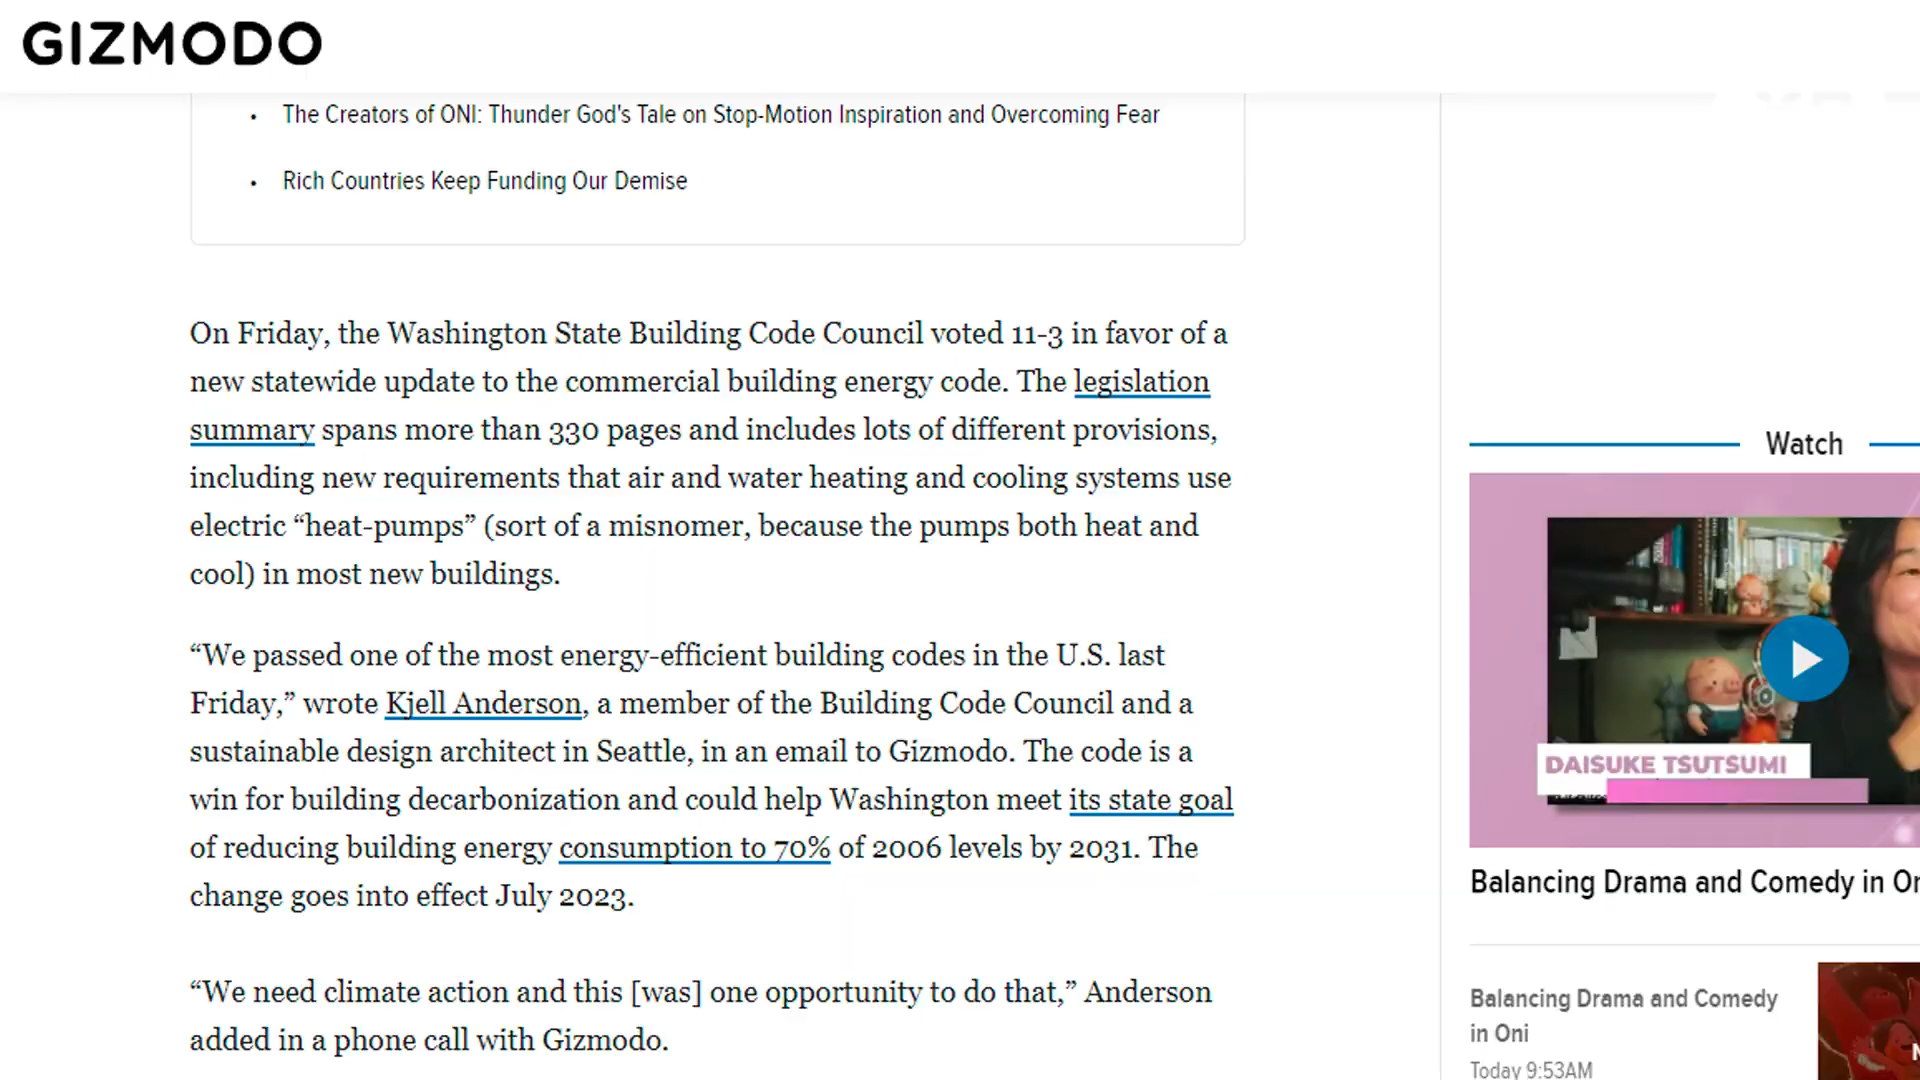 GIZMODO
• The Creators of ONI: Thunder God's Tale on Stop-Motion Inspiration and Overcoming Fear
• Rich Countries Keep Funding Our Demise
On Friday, the Washington State Building Code Council voted 11-3 in favor of a
new statewide update to the commercial building energy code. The legislation
summary spans more than 330 pages and includes lots of different provisions,
including new requirements that air and water heating and cooling systems use
electric “heat-pumps” (sort of a misnomer, because the pumps both heat and
cool) in most new buildings.
“We passed one of the most energy-efficient building codes in the U.S. last
Friday,” wrote Kjell Anderson, a member of the Building Code Council and a
sustainable design architect in Seattle, in an email to Gizmodo. The code is a
win for building decarbonization and could help Washington meet its state goal
of reducing building energy consumption to 70% of 2006 levels by 2031. The
change goes into effect July 2023.
“We need climate action and this [was] one opportunity to do that,” Anderson
added in a phone call with Gizmodo.
Watch
DAISUKE TSUTSUMI
Balancing Drama and Comedy in
Balancing Drama and Comedy
in Oni
Today 9:53AM